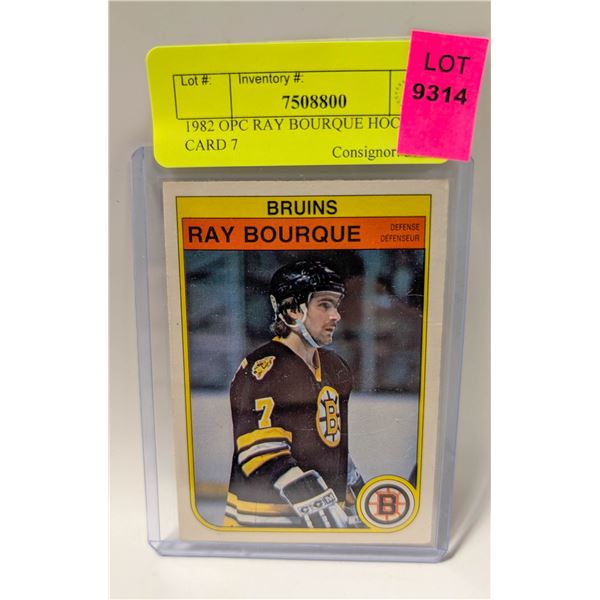 LOT
9314
Lot #:
Inventory #:
7508800
1982 OPC RAY BOURQUE HOC
CARD 7
Consignor:
BRUINS
RAY BOURQUE
DEFENSE
DÉFENSEUR
7
B
CCM
B